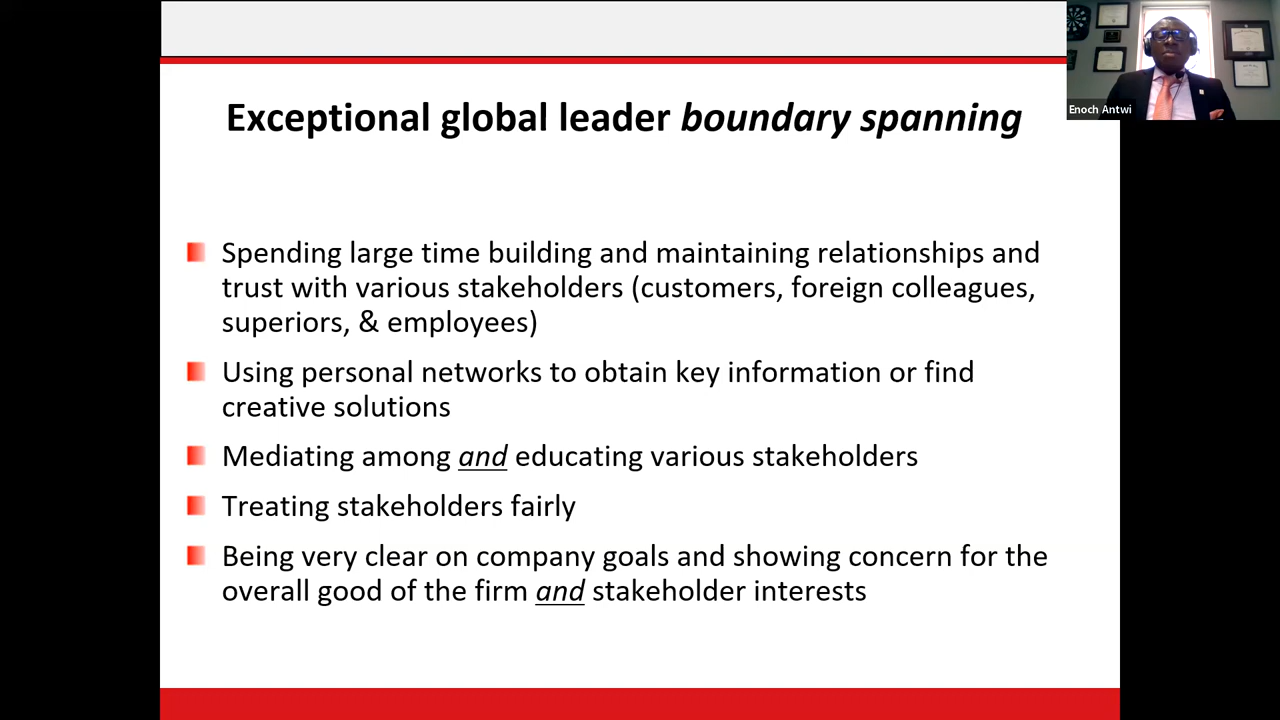 Exceptional global leader boundary spanning
Enoch Antwi
Spending large time building and maintaining relationships and
trust with various stakeholders (customers, foreign colleagues,
superiors, & employees)
Using personal networks to obtain key information or find
creative solutions
Mediating among and educating various stakeholders
Treating stakeholders fairly
Being very clear on company goals and showing concern for the
overall good of the firm and stakeholder interests